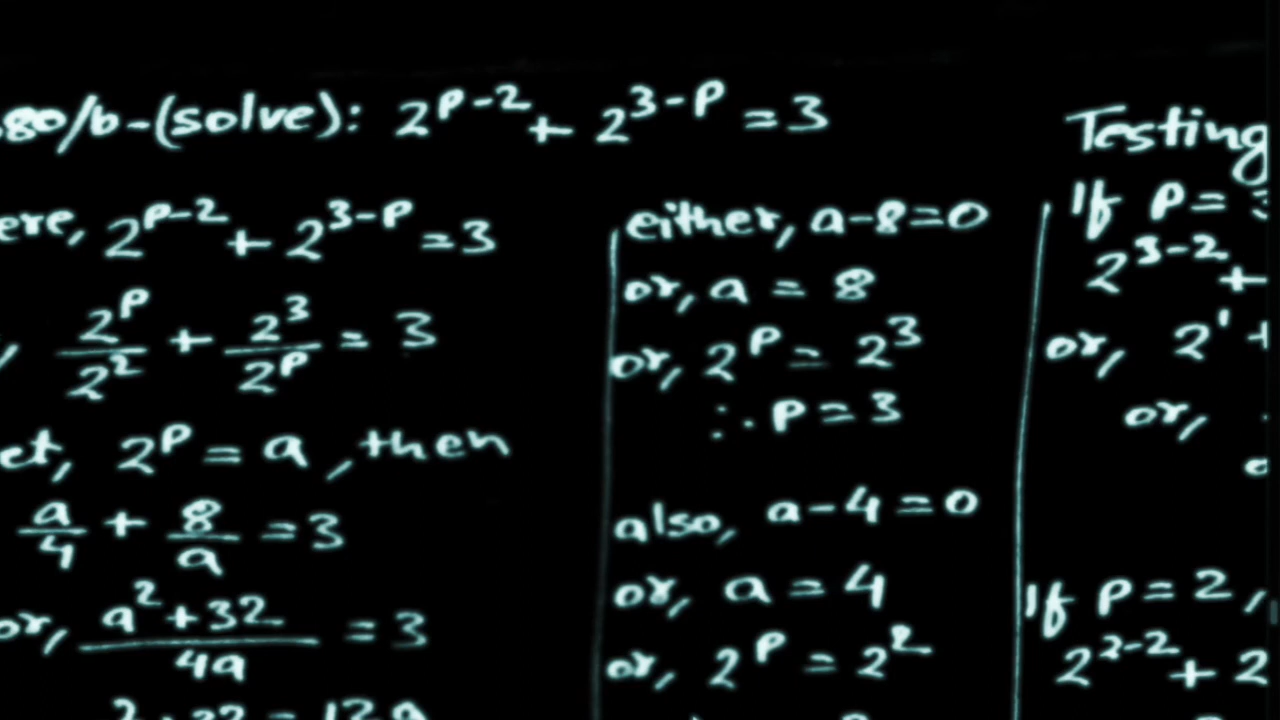 80/b-(solve): 2^{p-2} + 2^{3-p} = 3
ere, 2^{p-2} + 2^{3-p} = 3
2^p/2^2 + 2^3/2^p = 3
et, 2^p = a, then
a/4 + 8/a = 3
or, (a^2+32)/4a = 3
either, a-8=0
or, a = 8
or, 2^p = 2^3
∴ p = 3
also, a-4=0
or, a = 4
or, 2^p = 2^2
Testing
If p =
2^{3-2} +
or, 2^1 +
or,
If p = 2,
2^{2-2} + 2